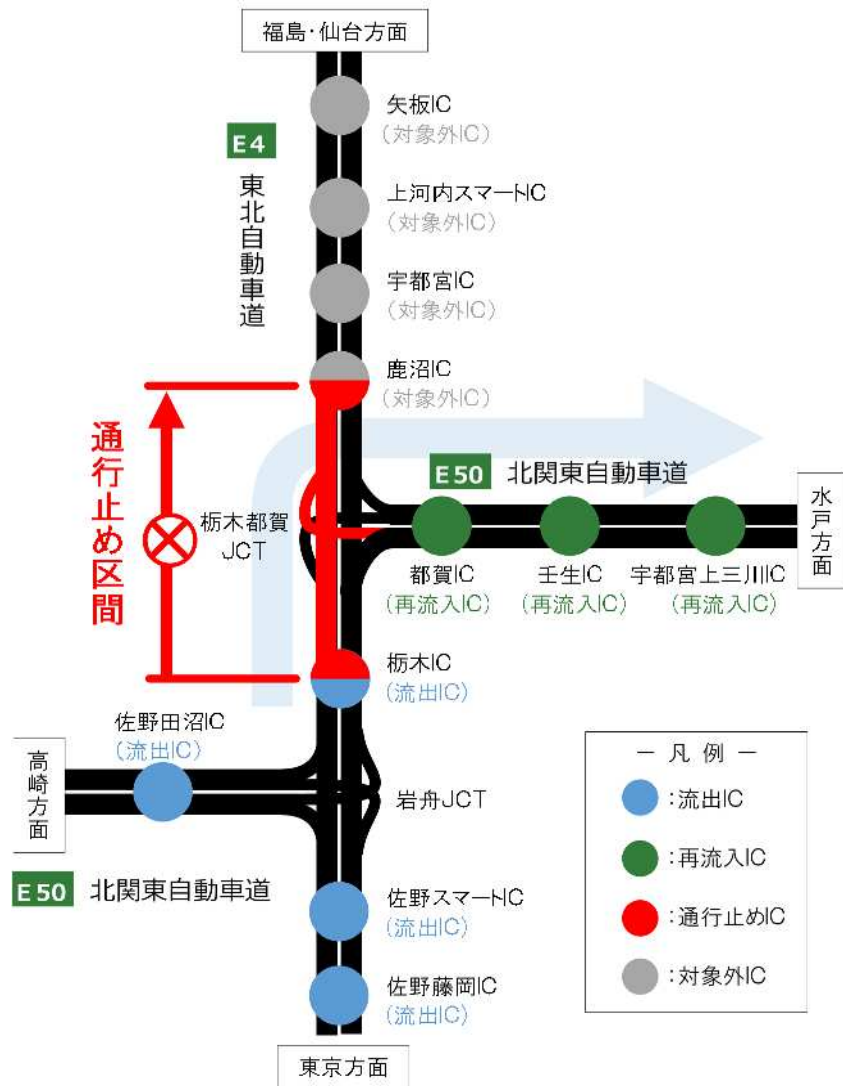 福島・仙台方面
矢板IC
(対象外IC)
E4
東北自動車道
上河内スマートIC
(対象外IC)
宇都宮IC
(対象外IC)
鹿沼IC
(対象外IC)
通行止め区間
E50 北関東自動車道
栃木都賀
JCT
水戸方面
都賀IC
(再流入IC)
壬生IC
(再流入IC)
宇都宮上三川IC
(再流入IC)
栃木IC
(流出IC)
佐野田沼IC
(流出IC)
高崎方面
岩舟JCT
E50 北関東自動車道
佐野スマートIC
(流出IC)
佐野藤岡IC
(流出IC)
東京方面
― 凡 例 ―
:流出IC
:再流入IC
:通行止めIC
:対象外IC